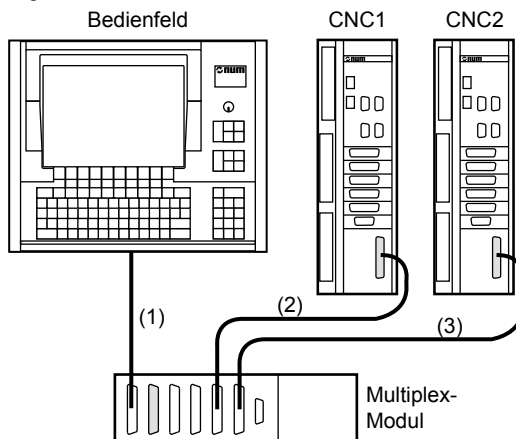 Bedienfeld
CNC1
CNC2
num
num
num
(1)
(2)
(3)
Multiplex-
Modul